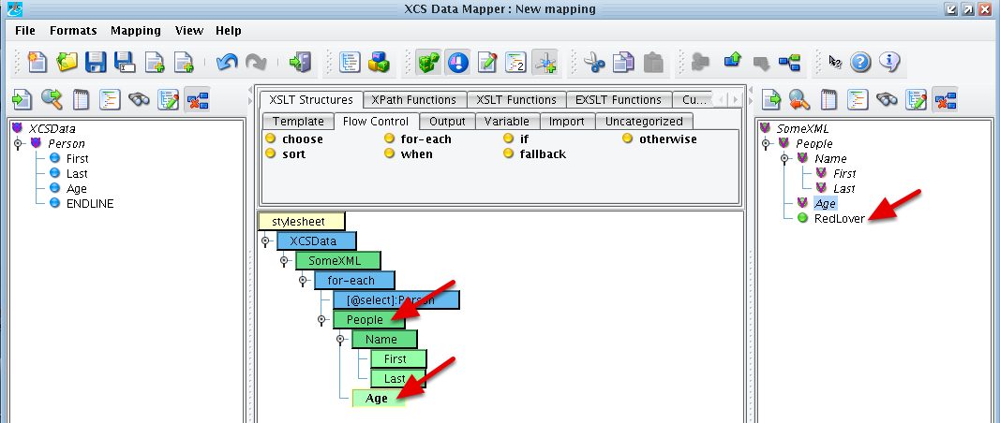 XCS Data Mapper : New mapping
File Formats Mapping View Help
XSLT Structures XPath Functions XSLT Functions EXSLT Functions Cu...
Template Flow Control Output Variable Import Uncategorized
choose for-each if otherwise
sort when fallback
XCSData
Person
First
Last
Age
ENDLINE
stylesheet
XCSData
SomeXML
for-each
[@select]:Person
People
Name
First
Last
Age
SomeXML
People
Name
First
Last
Age
RedLover